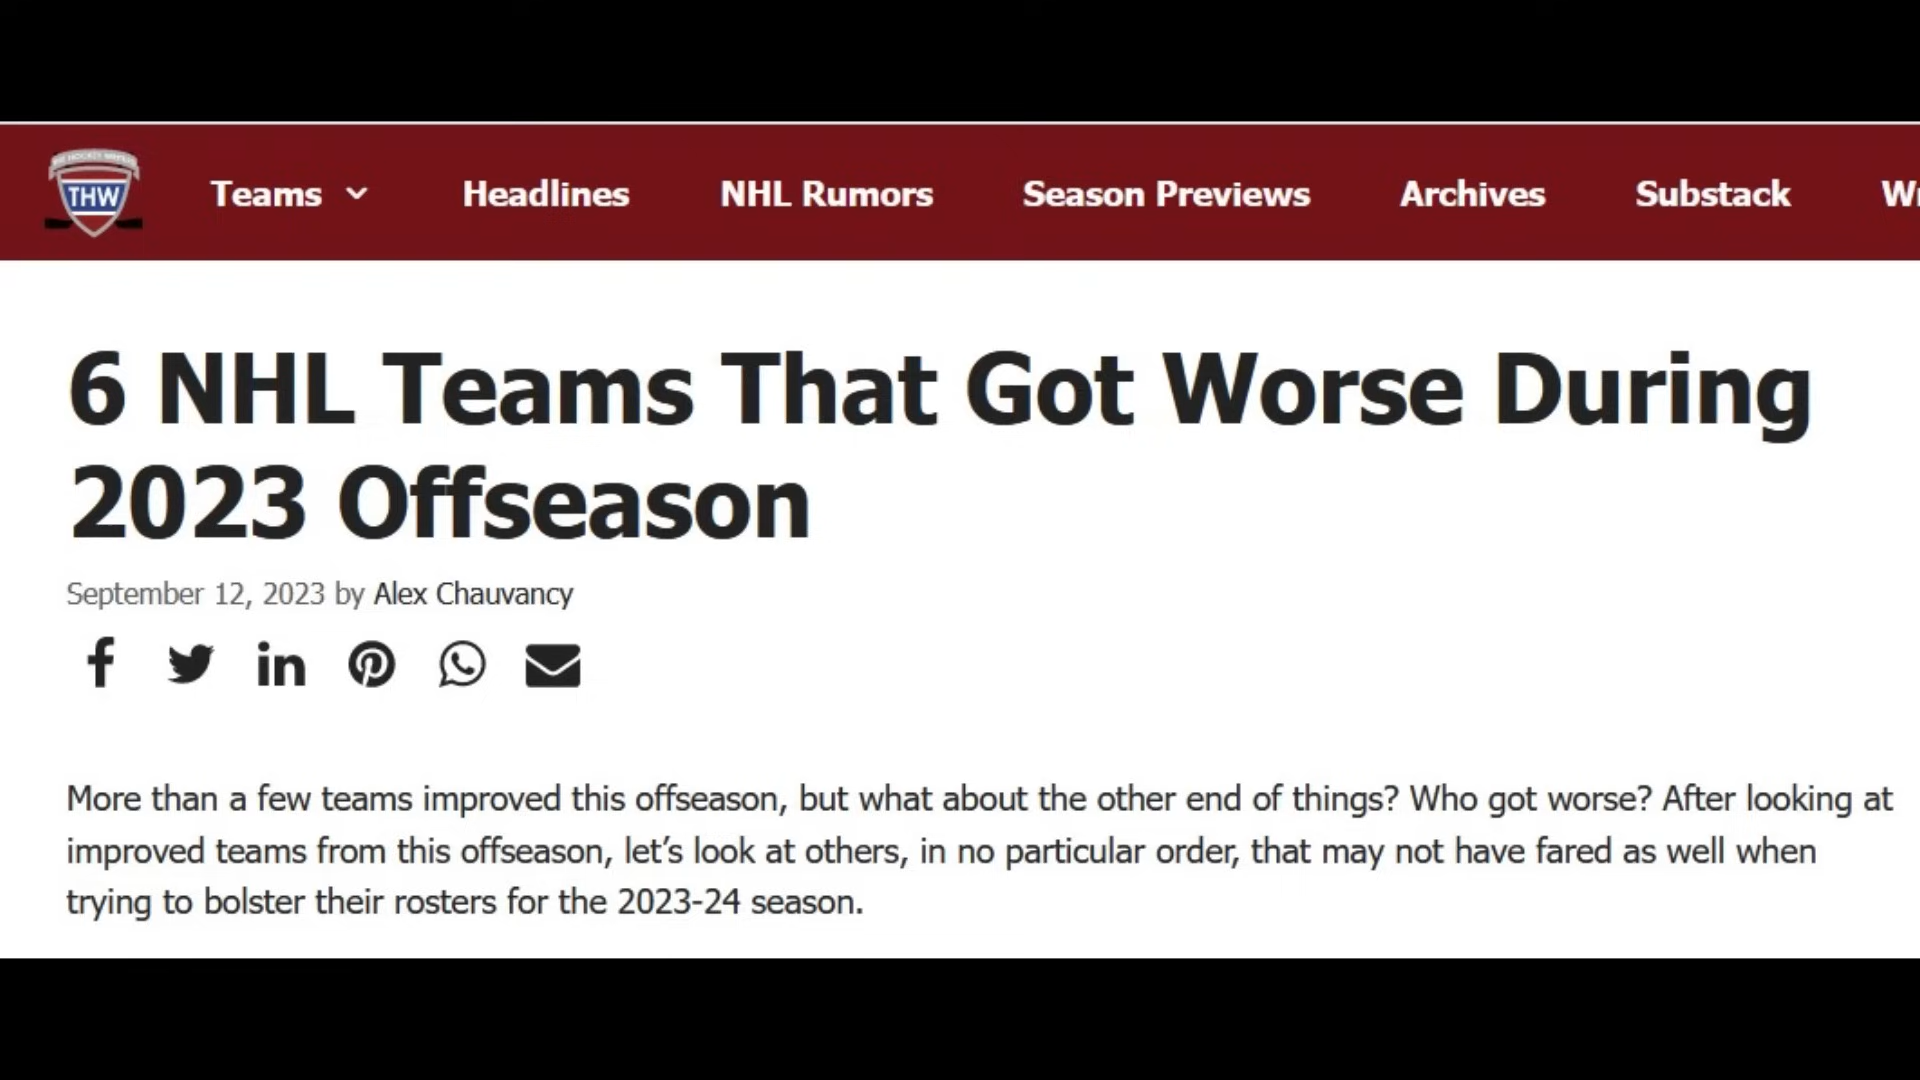 THE HOCKEY WRITERS
THW
Teams
Headlines
NHL Rumors
Season Previews
Archives
Substack
Wr
6 NHL Teams That Got Worse During
2023 Offseason
September 12, 2023 by Alex Chauvancy
More than a few teams improved this offseason, but what about the other end of things? Who got worse? After looking at
improved teams from this offseason, let’s look at others, in no particular order, that may not have fared as well when
trying to bolster their rosters for the 2023-24 season.